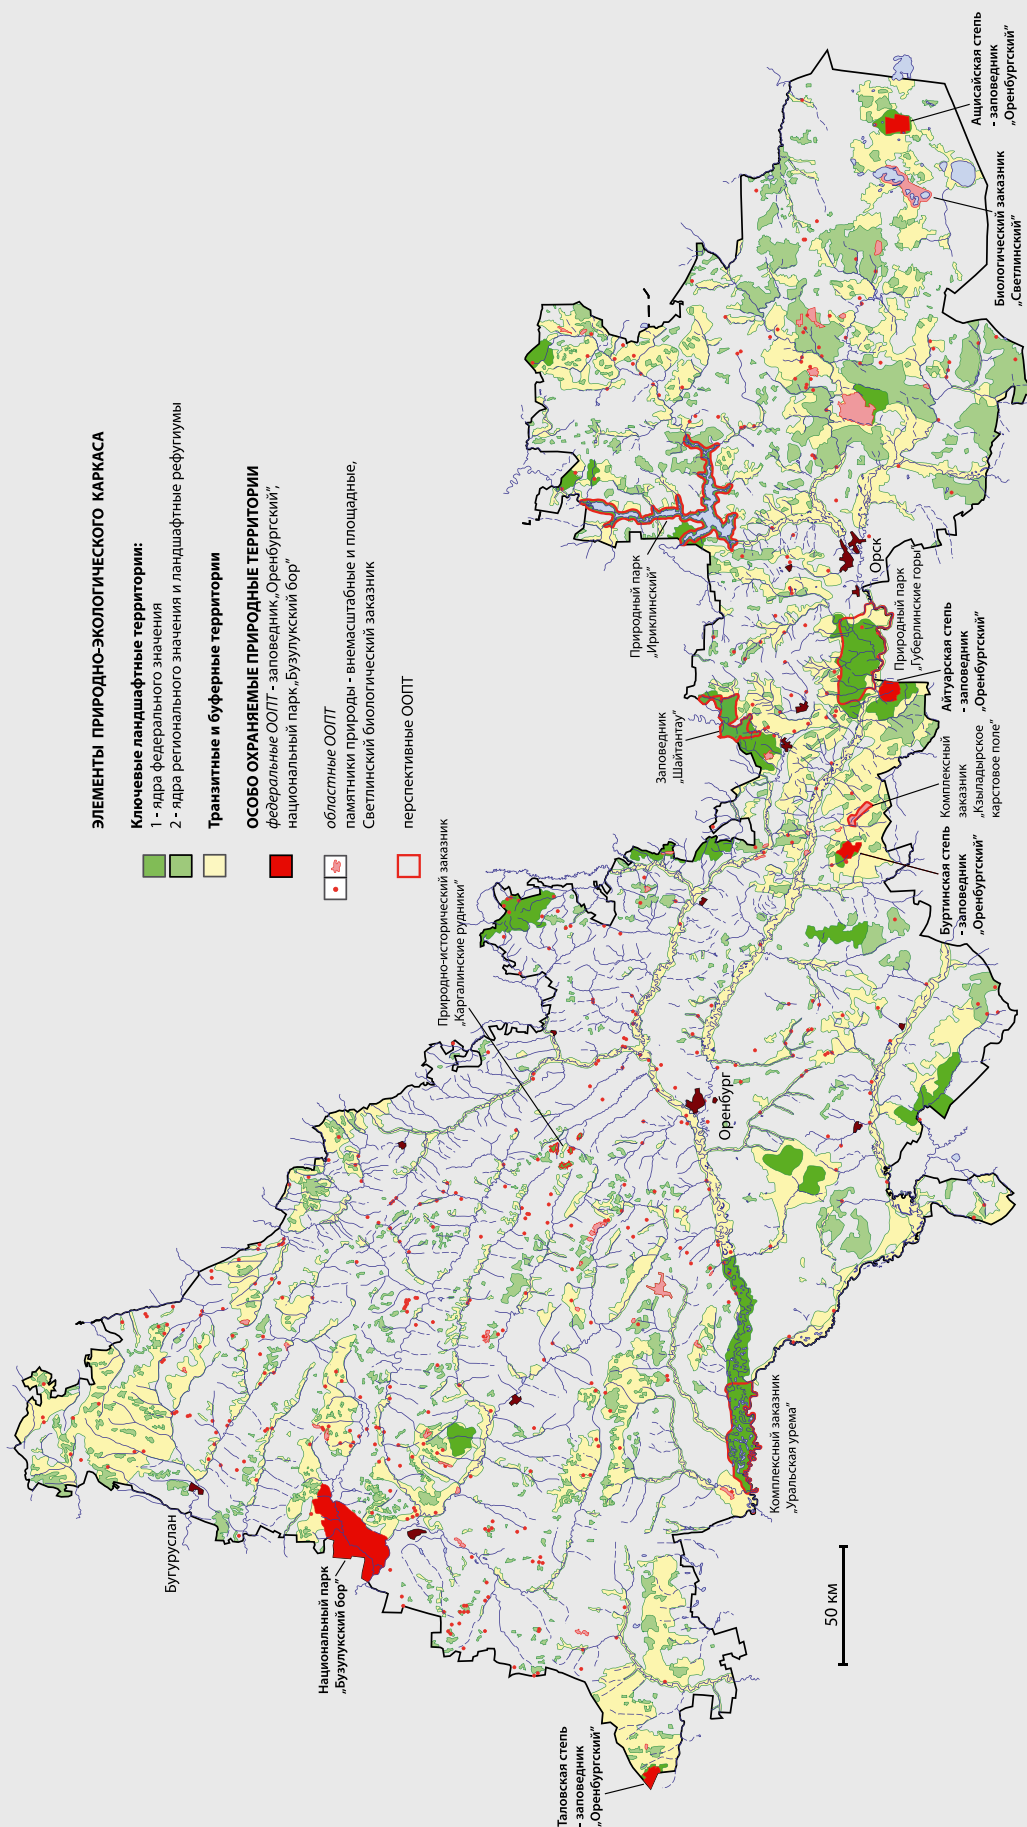 ЭЛЕМЕНТЫ ПРИРОДНО-ЭКОЛОГИЧЕСКОГО КАРКАСА
Ключевые ландшафтные территории:
1 - ядра федерального значения
2 - ядра регионального значения и ландшафтные рефугиумы
Транзитные и буферные территории
ОСОБО ОХРАНЯЕМЫЕ ПРИРОДНЫЕ ТЕРРИТОРИИ
федеральные ООПТ - заповедник „Оренбургский”,
национальный парк „Бузулукский бор”
областные ООПТ
памятники природы - внемасштабные и площадные,
Светлинский биологический заказник
перспективные ООПТ
Бугуруслан
Национальный парк
„Бузулукский бор”
Таловская степь
- заповедник
„Оренбургский”
Природно-исторический заказник
„Каргалинские рудники”
Оренбург
Комплексный заказник
„Уральская урема”
50 км
Заповедник
„Шайтантау”
Природный парк
„Ириклинский”
Орск
Природный парк
„Губерлинские горы”
Айтуарская степь
- заповедник
„Оренбургский”
Комплексный
заказник
„Кзыладырское
карстовое поле”
Буртинская степь
- заповедник
„Оренбургский”
Биологический заказник
„Светлинский”
Ащисайская степь
- заповедник
„Оренбургский”